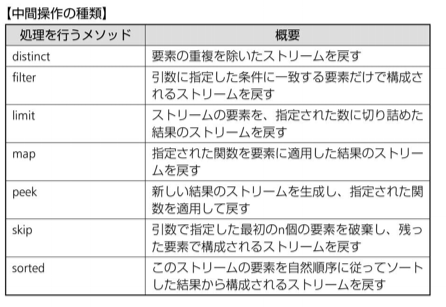 【中間操作の種類】
処理を行うメソッド 概要
distinct 要素の重複を除いたストリームを戻す
filter 引数に指定した条件に一致する要素だけで構成さ
れるストリームを戻す
limit ストリームの要素を、指定された数に切り詰めた
結果のストリームを戻す
map 指定された関数を要素に適用した結果のストリー
ムを戻す
peek 新しい結果のストリームを生成し、指定された関
数を適用して戻す
skip 引数で指定した最初のn個の要素を破棄し、残っ
た要素で構成されるストリームを戻す
sorted このストリームの要素を自然順序に従ってソート
した結果から構成されるストリームを戻す